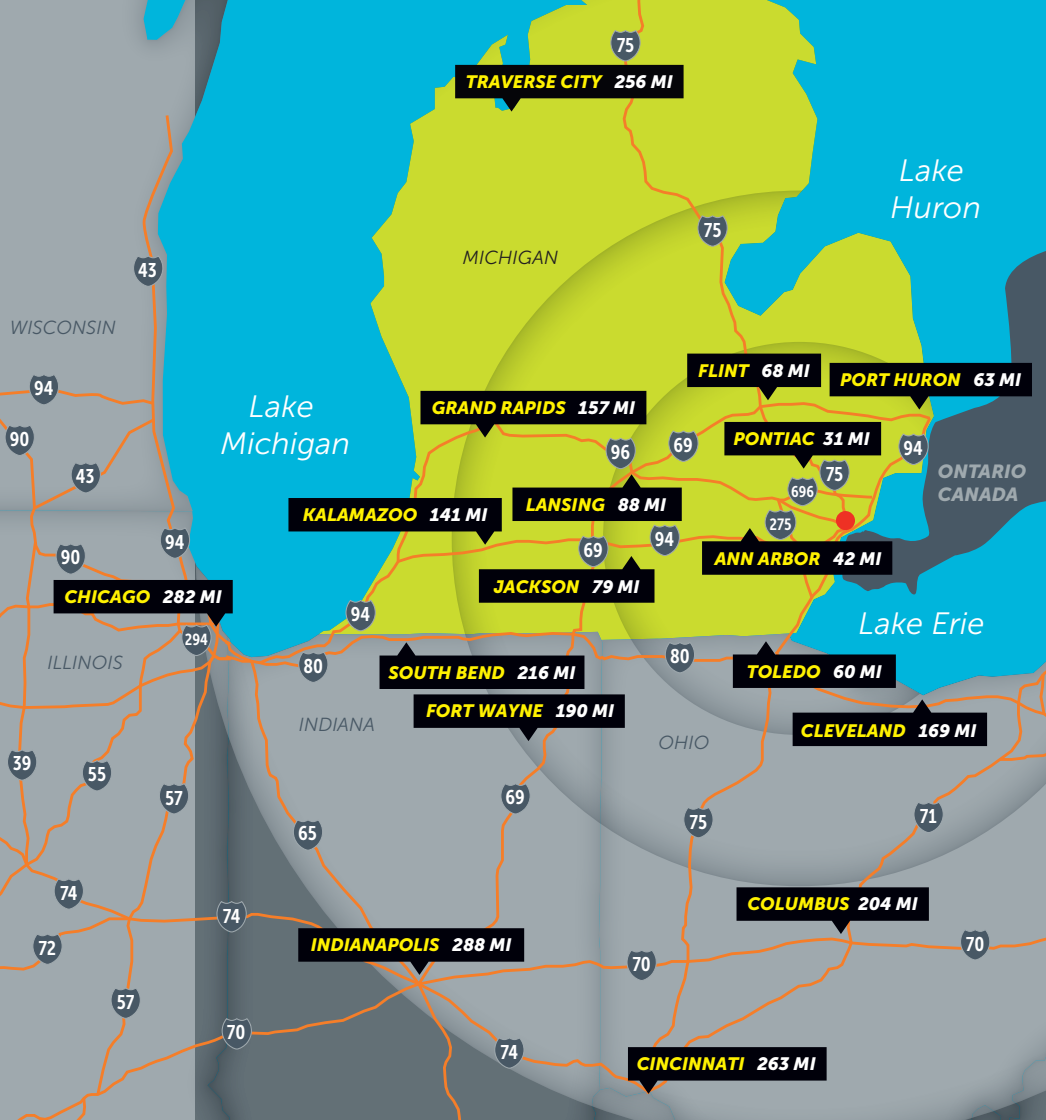 75
TRAVERSE CITY 256 MI
Lake
Huron
75
MICHIGAN
43
WISCONSIN
94
FLINT 68 MI
PORT HURON 63 MI
Lake
Michigan
GRAND RAPIDS 157 MI
90
PONTIAC 31 MI
96
69
94
43
75
ONTARIO
CANADA
696
LANSING 88 MI
KALAMAZOO 141 MI
275
94
90
69
94
ANN ARBOR 42 MI
JACKSON 79 MI
CHICAGO 282 MI
94
Lake Erie
294
ILLINOIS
80
80
SOUTH BEND 216 MI
TOLEDO 60 MI
FORT WAYNE 190 MI
INDIANA
OHIO
CLEVELAND 169 MI
39
55
57
69
65
75
71
74
COLUMBUS 204 MI
74
72
INDIANAPOLIS 288 MI
70
70
57
70
74
CINCINNATI 263 MI